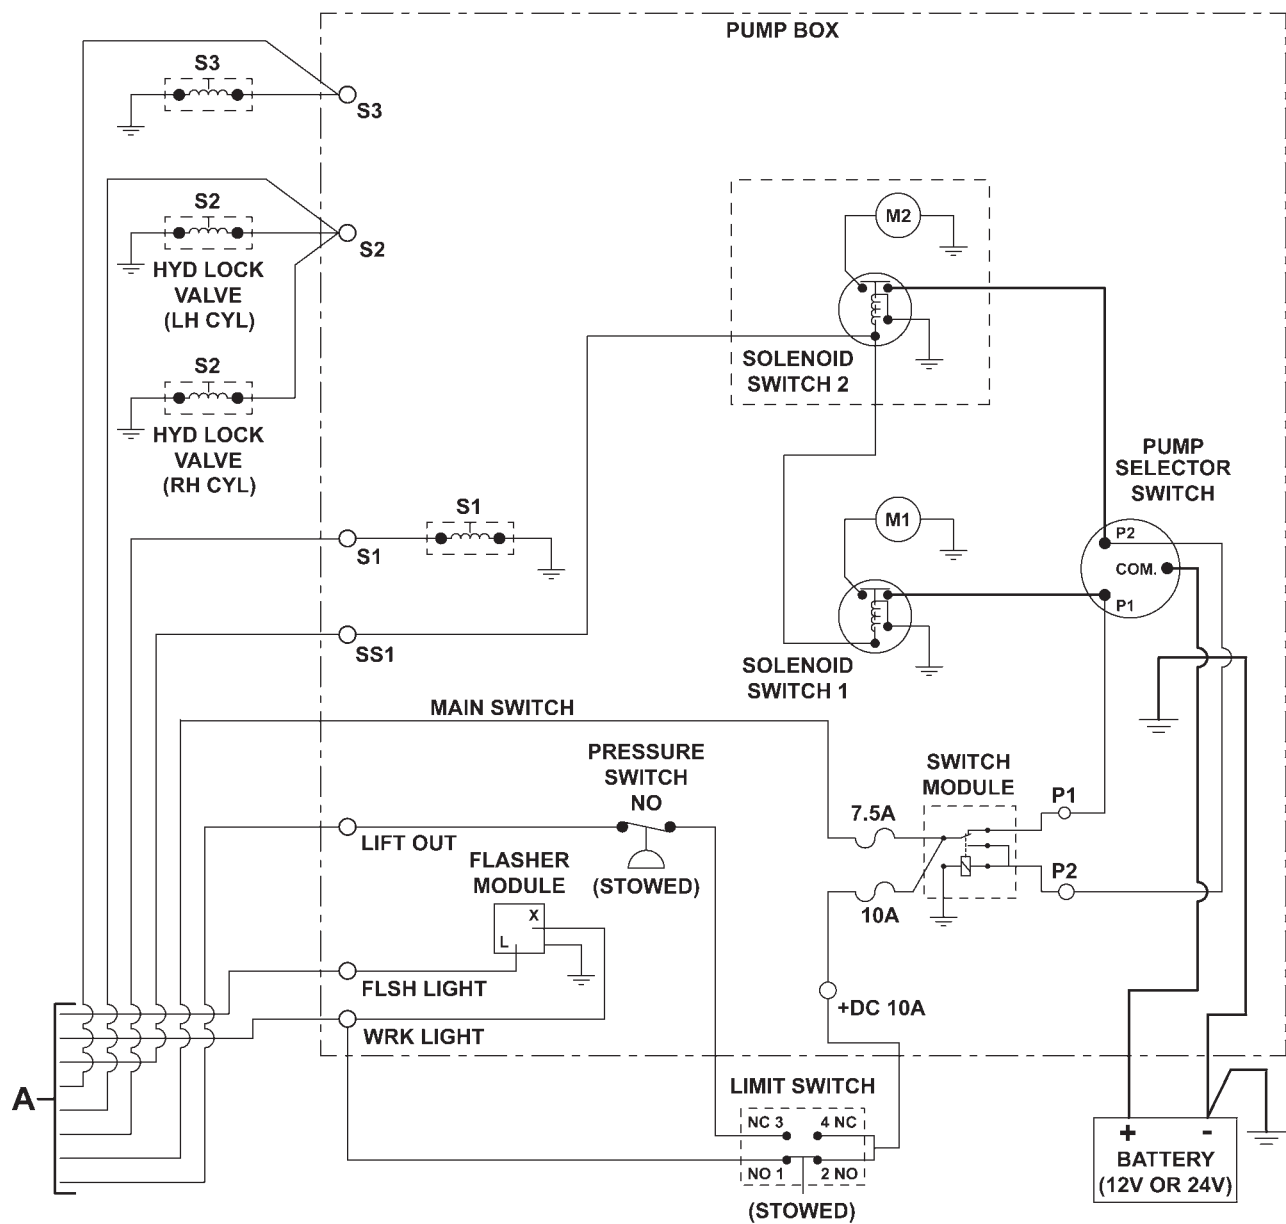 PUMP BOX
S3
S3
S2
S2
HYD LOCK
VALVE
(LH CYL)
S2
HYD LOCK
VALVE
(RH CYL)
M2
SOLENOID
SWITCH 2
PUMP
SELECTOR
SWITCH
P2
COM.
P1
S1
S1
SS1
M1
SOLENOID
SWITCH 1
MAIN SWITCH
PRESSURE
SWITCH
NO
(STOWED)
LIFT OUT
SWITCH
MODULE
7.5A
10A
P1
P2
FLASHER
MODULE
X
L
FLSH LIGHT
WRK LIGHT
+DC 10A
A
LIMIT SWITCH
NC 3 4 NC
NO 1 2 NO
(STOWED)
+ -
BATTERY
(12V OR 24V)